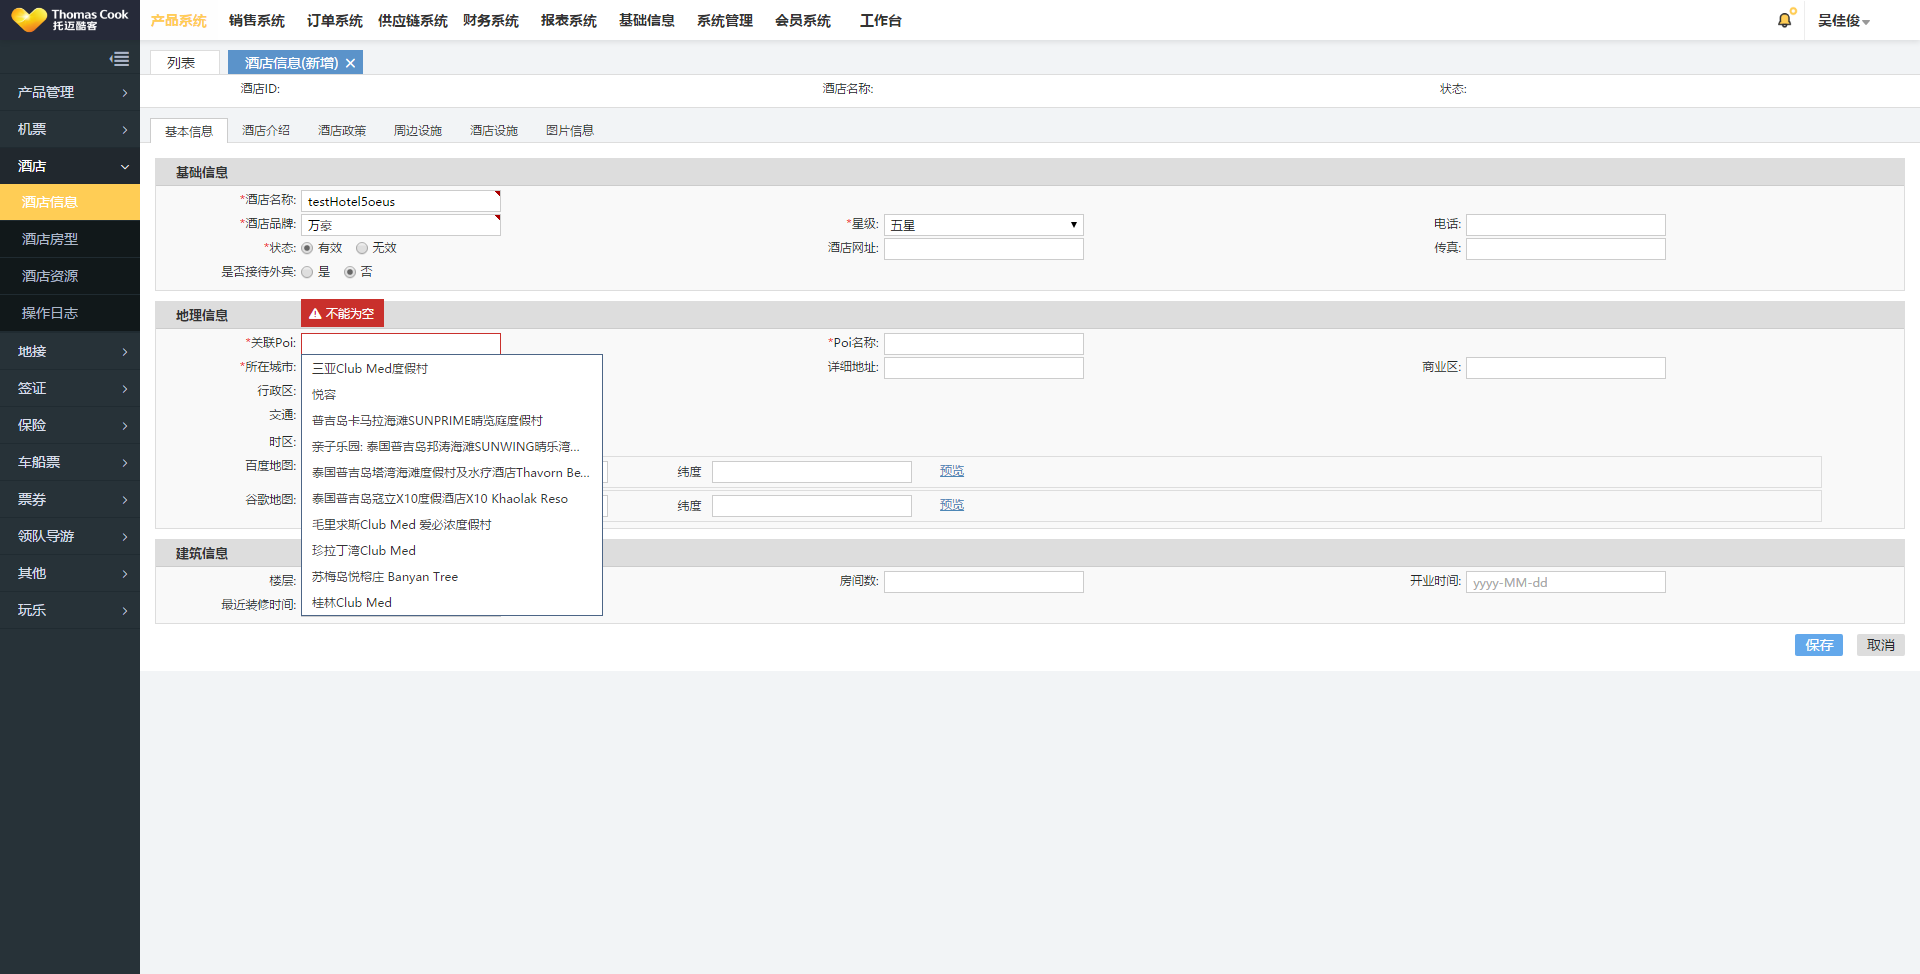 Thomas Cook
托迈酷客
产品系统 销售系统 订单系统 供应链系统 财务系统 报表系统 基础信息 系统管理 会员系统 工作台
吴佳俊
产品管理
机票
酒店
酒店信息
酒店房型
酒店资源
操作日志
地接
签证
保险
车船票
票券
领队导游
其他
玩乐
列表 酒店信息(新增)
酒店ID: 酒店名称: 状态:
基本信息 酒店介绍 酒店政策 周边设施 酒店设施 图片信息
基础信息
*酒店名称: testHotel5oeus
*酒店品牌: 万豪 *星级: 五星 电话:
*状态: 有效 无效 酒店网址: 传真:
是否接待外宾: 是 否
地理信息 不能为空
*关联Poi: *Poi名称:
*所在城市: 详细地址: 商业区:
行政区:
交通:
时区:
百度地图: 纬度 预览
谷歌地图: 纬度 预览
三亚Club Med度假村
悦容
普吉岛卡马拉海滩SUNPRIME晴览庭度假村
亲子乐园: 泰国普吉岛邦涛海滩SUNWING晴乐湾...
泰国普吉岛塔湾海滩度假村及水疗酒店Thavorn Be...
泰国普吉岛寇立X10度假酒店X10 Khaolak Reso
毛里求斯Club Med 爱必浓度假村
珍拉丁湾Club Med
苏梅岛悦榕庄 Banyan Tree
桂林Club Med
建筑信息
楼层: 房间数: 开业时间: yyyy-MM-dd
最近装修时间:
保存 取消